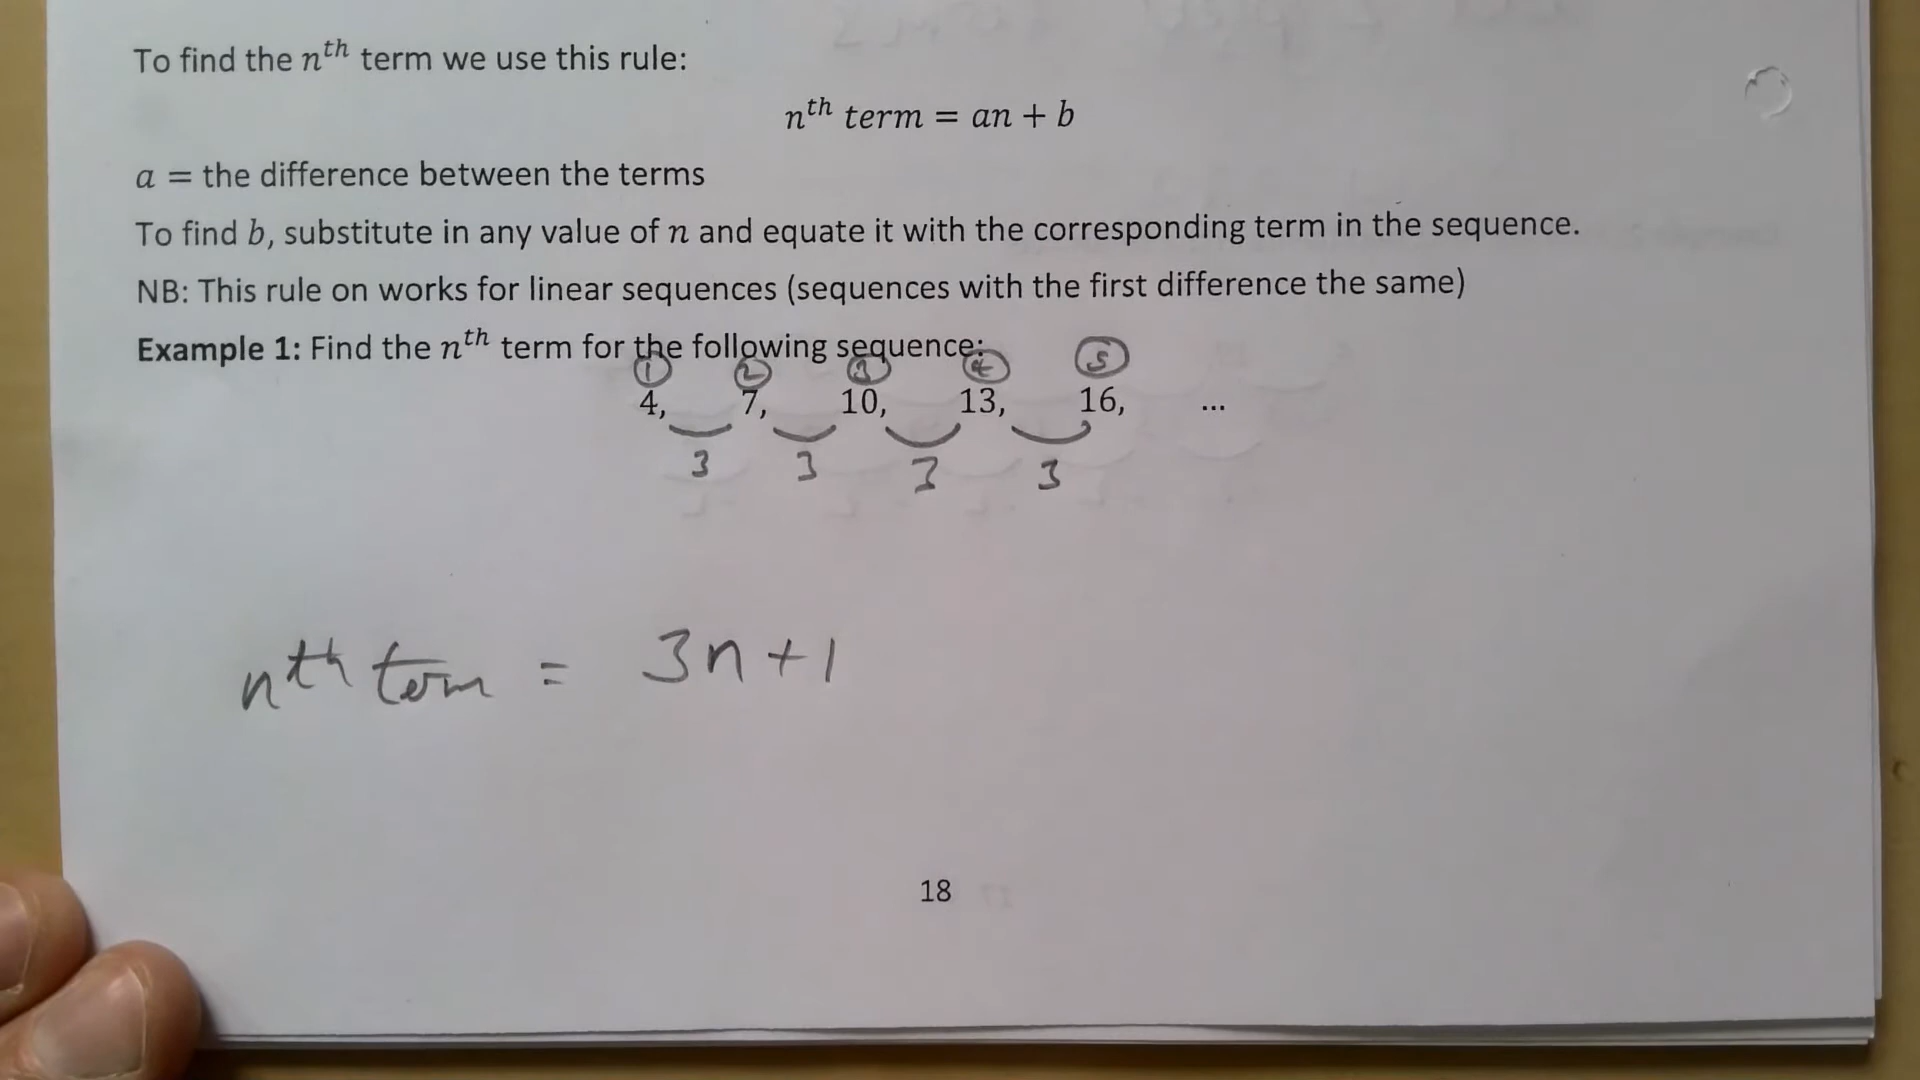 To find the nᵗʰ term we use this rule:
nᵗʰ term = an + b
a = the difference between the terms
To find b, substitute in any value of n and equate it with the corresponding term in the sequence.
NB: This rule on works for linear sequences (sequences with the first difference the same)
Example 1: Find the nᵗʰ term for the following sequence:
① ② ③ ④ ⑤
4, 7, 10, 13, 16, ...
3 3 3 3
nᵗʰ term = 3n+1
18